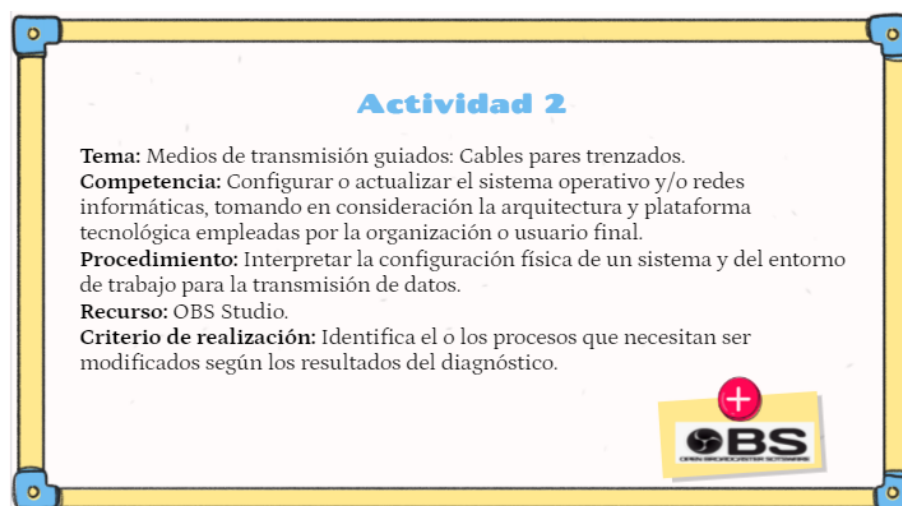 Actividad 2
Tema: Medios de transmisión guiados: Cables pares trenzados.
Competencia: Configurar o actualizar el sistema operativo y/o redes
informáticas, tomando en consideración la arquitectura y plataforma
tecnológica empleadas por la organización o usuario final.
Procedimiento: Interpretar la configuración física de un sistema y del entorno
de trabajo para la transmisión de datos.
Recurso: OBS Studio.
Criterio de realización: Identifica el o los procesos que necesitan ser
modificados según los resultados del diagnóstico.
OBS
OPEN BROADCASTER SOFTWARE